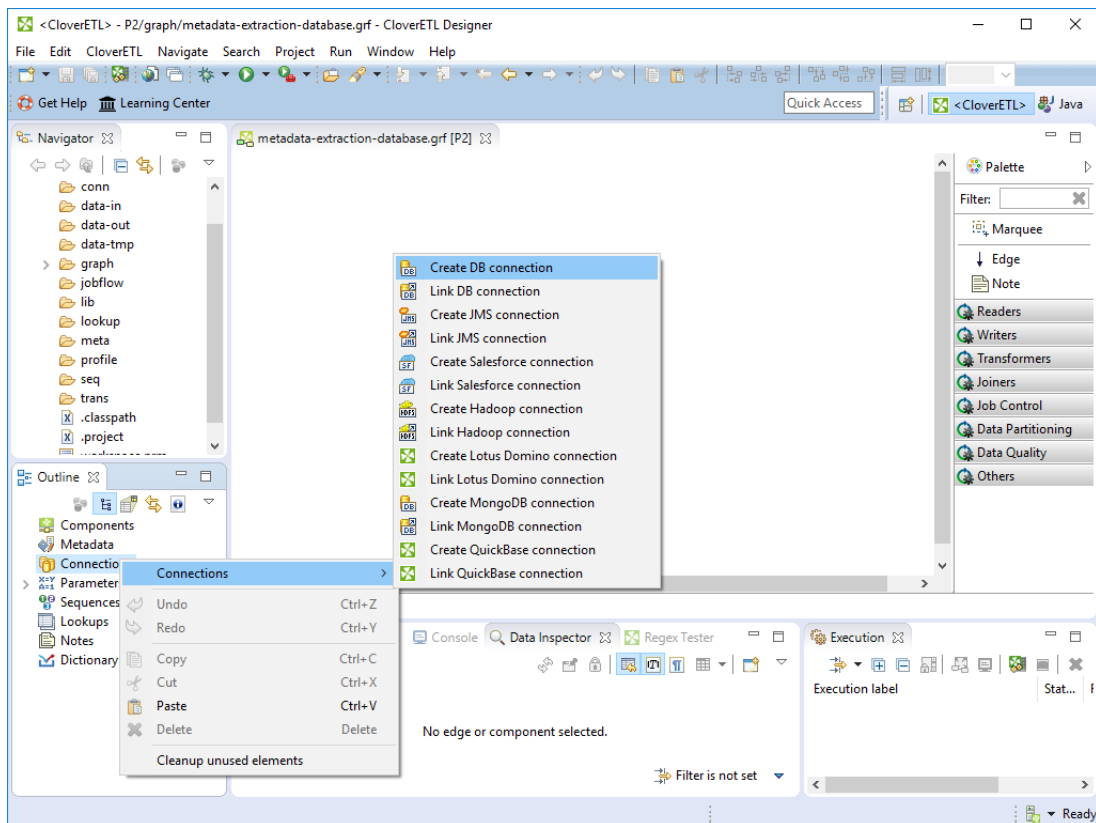 <CloverETL> - P2/graph/metadata-extraction-database.grf - CloverETL Designer
File Edit CloverETL Navigate Search Project Run Window Help
Get Help Learning Center
Quick Access
<CloverETL> Java
Navigator
conn
data-in
data-out
data-tmp
graph
jobflow
lib
lookup
meta
profile
seq
trans
.classpath
.project
metadata-extraction-database.grf [P2]
Create DB connection
Link DB connection
Create JMS connection
Link JMS connection
Create Salesforce connection
Link Salesforce connection
Create Hadoop connection
Link Hadoop connection
Create Lotus Domino connection
Link Lotus Domino connection
Create MongoDB connection
Link MongoDB connection
Create QuickBase connection
Link QuickBase connection
Palette
Filter:
Marquee
Edge
Note
Readers
Writers
Transformers
Joiners
Job Control
Data Partitioning
Data Quality
Others
Outline
Components
Metadata
Connectio
Parameter
Sequences
Lookups
Notes
Dictionary
Connections
Undo Ctrl+Z
Redo Ctrl+Y
Copy Ctrl+C
Cut Ctrl+X
Paste Ctrl+V
Delete Delete
Cleanup unused elements
Console Data Inspector Regex Tester
No edge or component selected.
Filter is not set
Execution
Execution label Stat...
Ready